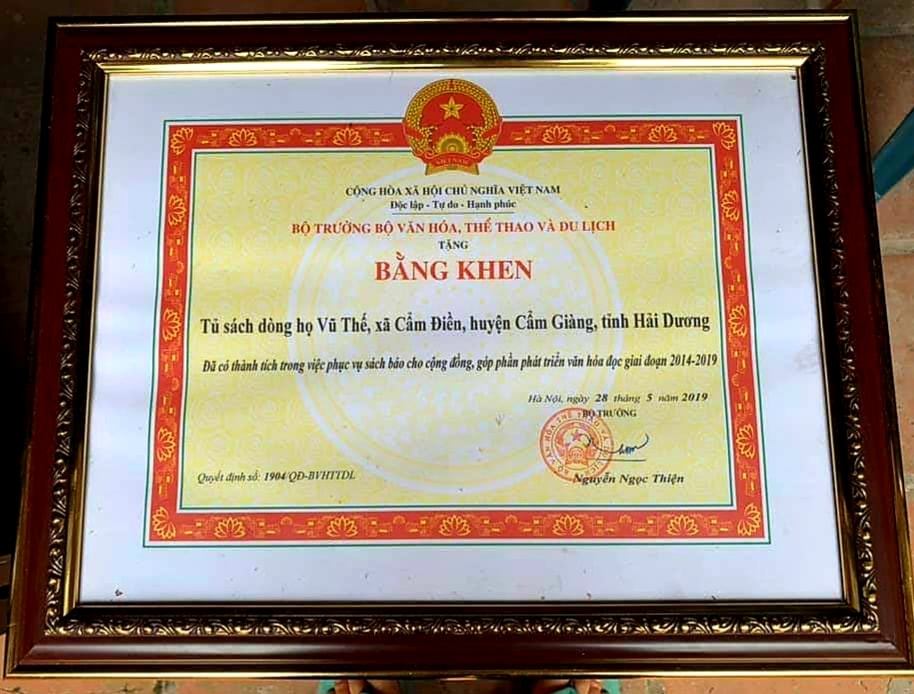 VIỆT NAM
CỘNG HÒA XÃ HỘI CHỦ NGHĨA VIỆT NAM
Độc lập - Tự do - Hạnh phúc
BỘ TRƯỞNG BỘ VĂN HÓA, THỂ THAO VÀ DU LỊCH
TẶNG
BẰNG KHEN
Tủ sách dòng họ Vũ Thế, xã Cẩm Điền, huyện Cẩm Giàng, tỉnh Hải Dương
Đã có thành tích trong việc phục vụ sách báo cho cộng đồng, góp phần phát triển văn hóa đọc giai đoạn 2014-2019
Hà Nội, ngày 28 tháng 5 năm 2019
BỘ TRƯỞNG
Quyết định số: 1904/QĐ-BVHTTDL
Nguyễn Ngọc Thiện